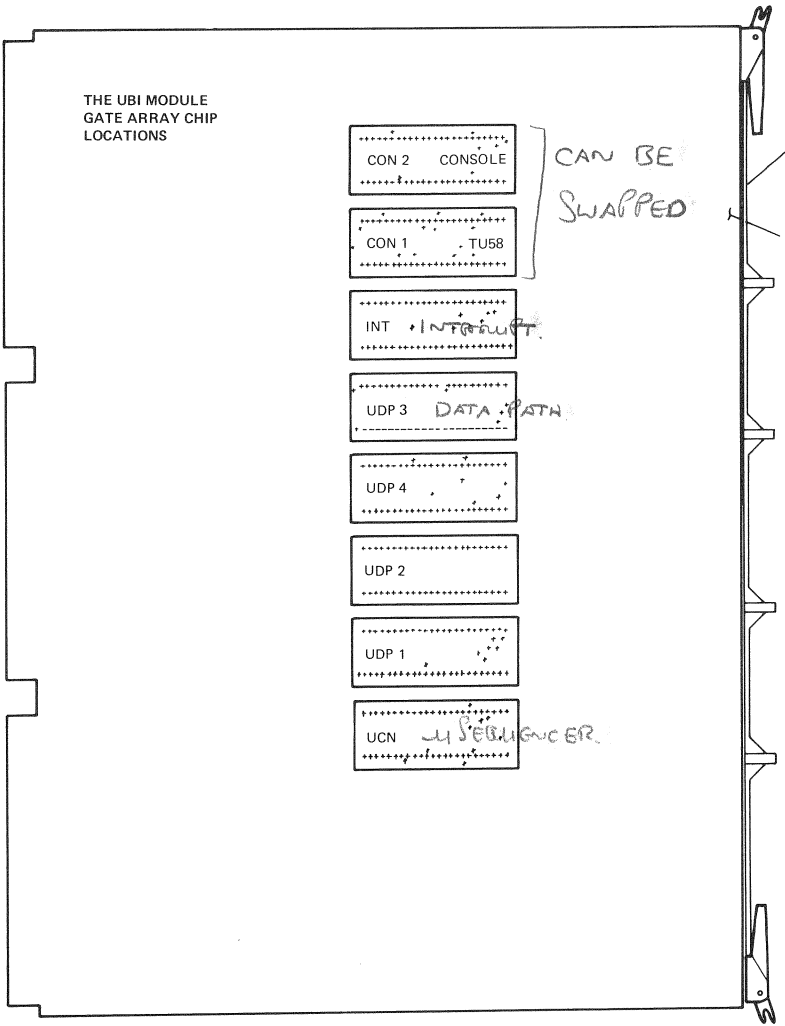 THE UBI MODULE
GATE ARRAY CHIP
LOCATIONS
CON 2 CONSOLE
CON 1 TU58
CAN BE
SWAPPED
INT INTERRUPT.
UDP 3 DATA PATH
UDP 4
UDP 2
UDP 1
UCN μ SEQUENCER.